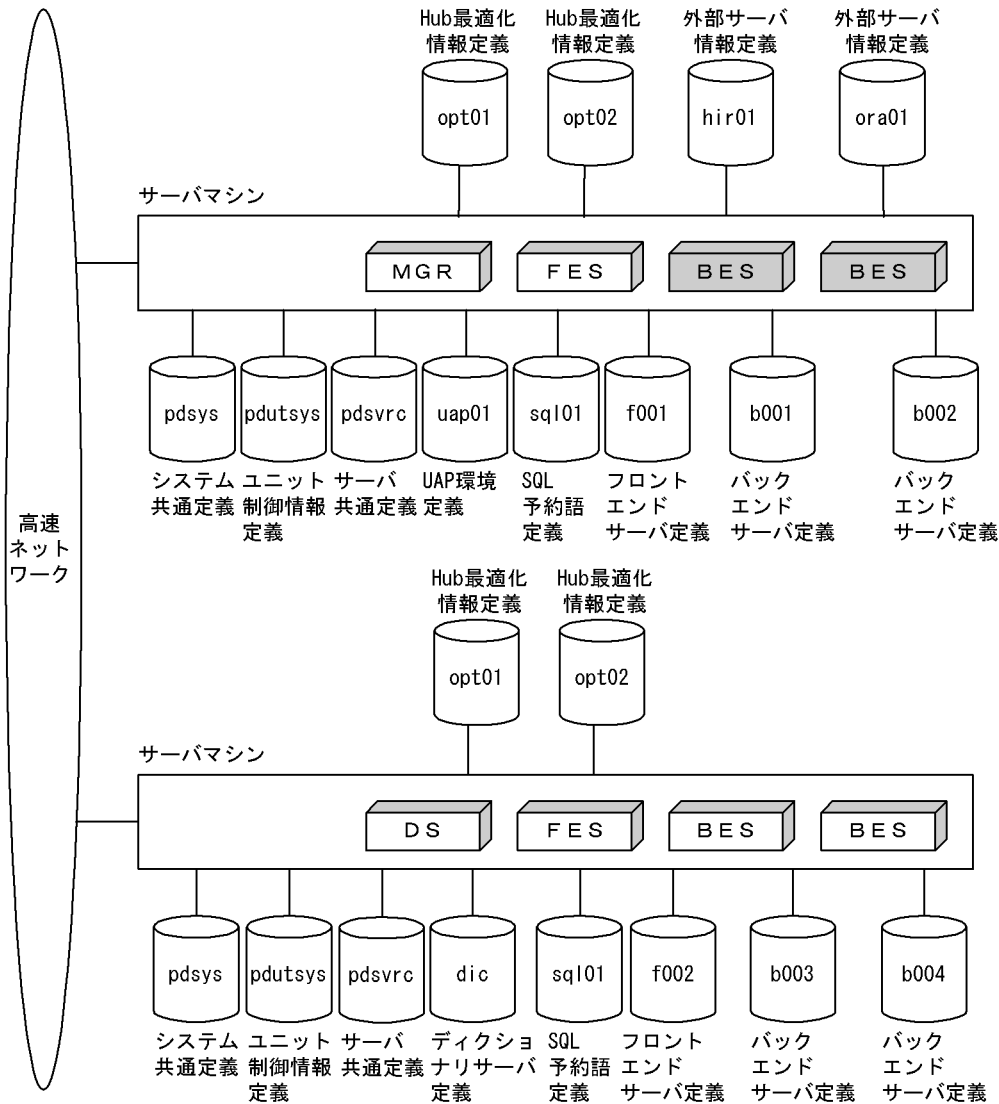 Hub最適化
情報定義
Hub最適化
情報定義
外部サーバ
情報定義
外部サーバ
情報定義
opt01
opt02
hir01
ora01
サーバマシン
MGR
FES
BES
BES
pdsys
pdutsys
pdsvrc
uap01
sql01
f001
b001
b002
システム
共通定義
ユニット
制御情報
定義
サーバ
共通定義
UAP環境
定義
SQL
予約語
定義
フロント
エンド
サーバ定義
バック
エンド
サーバ定義
バック
エンド
サーバ定義
高速
ネット
ワーク
Hub最適化
情報定義
Hub最適化
情報定義
opt01
opt02
サーバマシン
DS
FES
BES
BES
pdsys
pdutsys
pdsvrc
dic
sql01
f002
b003
b004
システム
共通定義
ユニット
制御情報
定義
サーバ
共通定義
ディクショ
ナリサーバ
定義
SQL
予約語
定義
フロント
エンド
サーバ定義
バック
エンド
サーバ定義
バック
エンド
サーバ定義